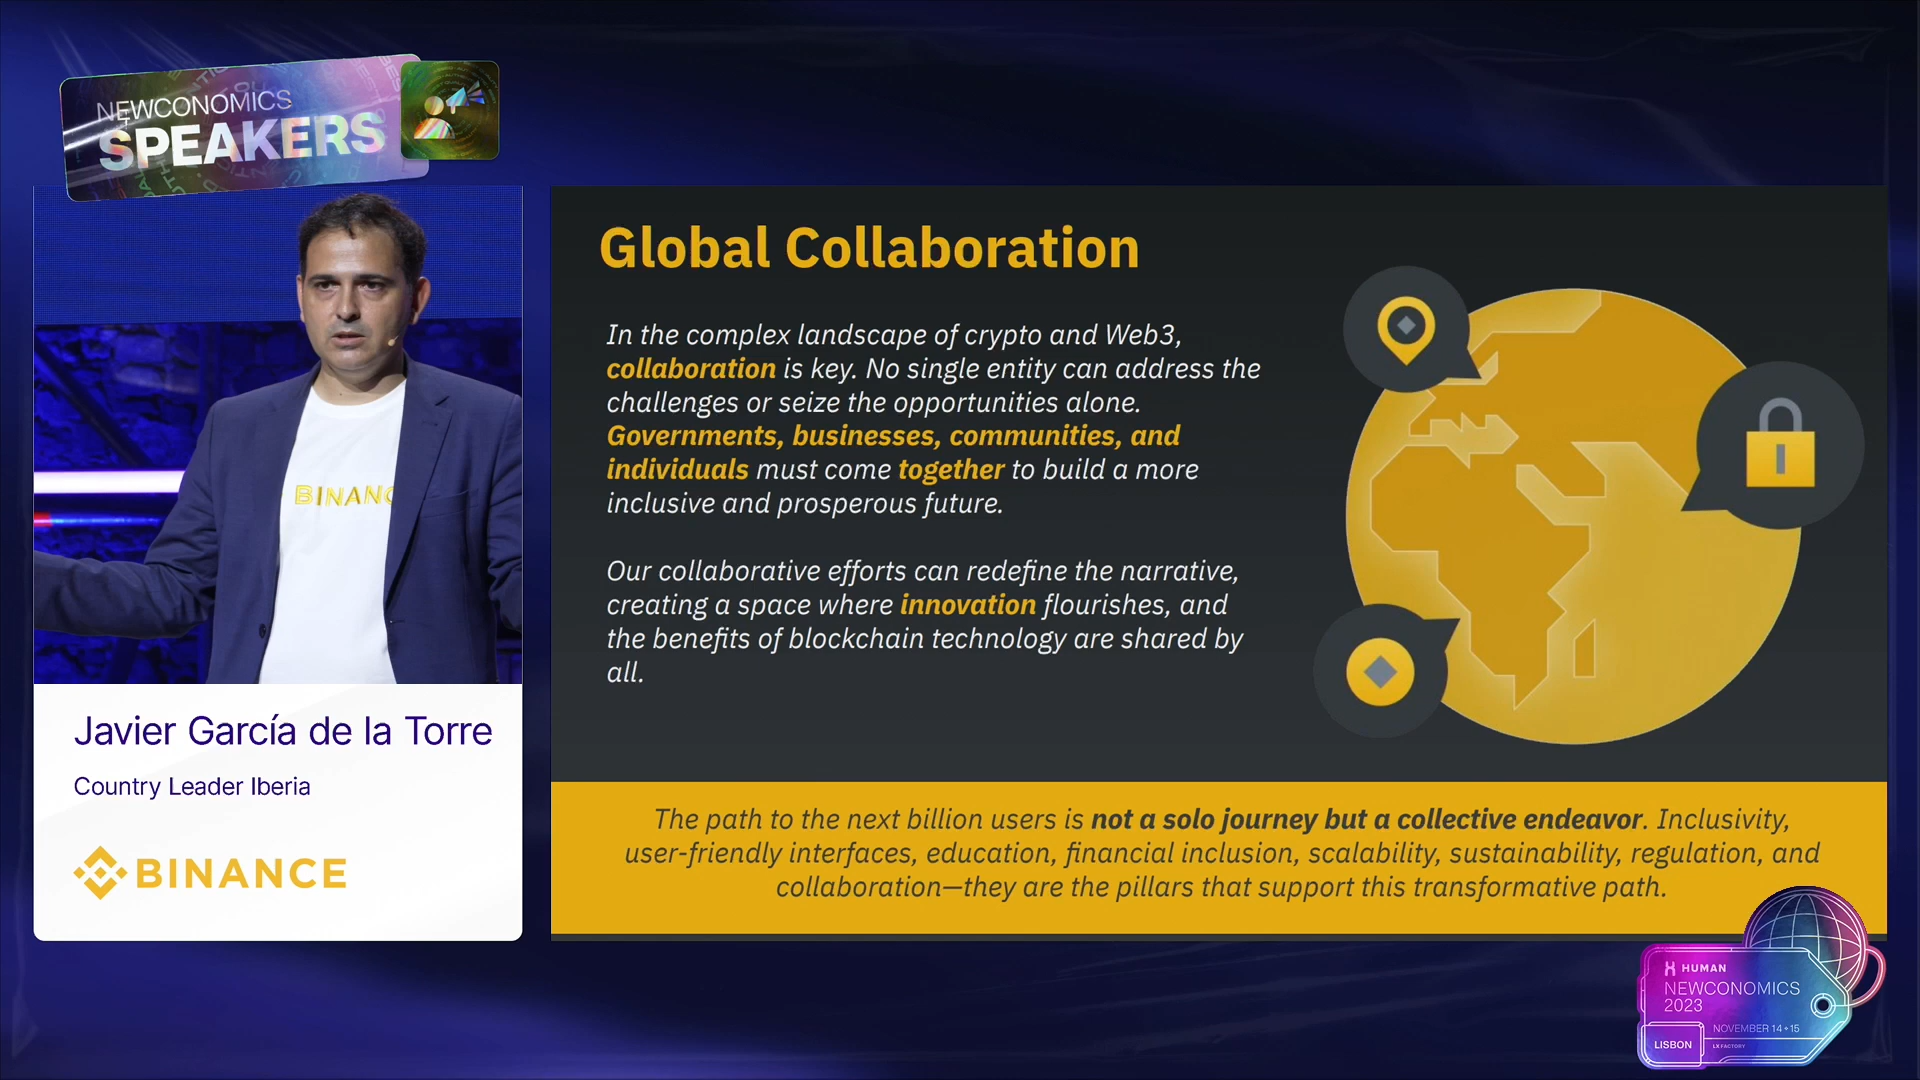 NEWCONOMICS
SPEAKERS
BINANC
Javier García de la Torre
Country Leader Iberia
BINANCE
Global Collaboration
In the complex landscape of crypto and Web3,
collaboration is key. No single entity can address the
challenges or seize the opportunities alone.
Governments, businesses, communities, and
individuals must come together to build a more
inclusive and prosperous future.
Our collaborative efforts can redefine the narrative,
creating a space where innovation flourishes, and
the benefits of blockchain technology are shared by
all.
The path to the next billion users is not a solo journey but a collective endeavor. Inclusivity,
user-friendly interfaces, education, financial inclusion, scalability, sustainability, regulation, and
collaboration—they are the pillars that support this transformative path.
HUMAN
NEWCONOMICS
2023
NOVEMBER 14+15
LISBON
LX FACTORY